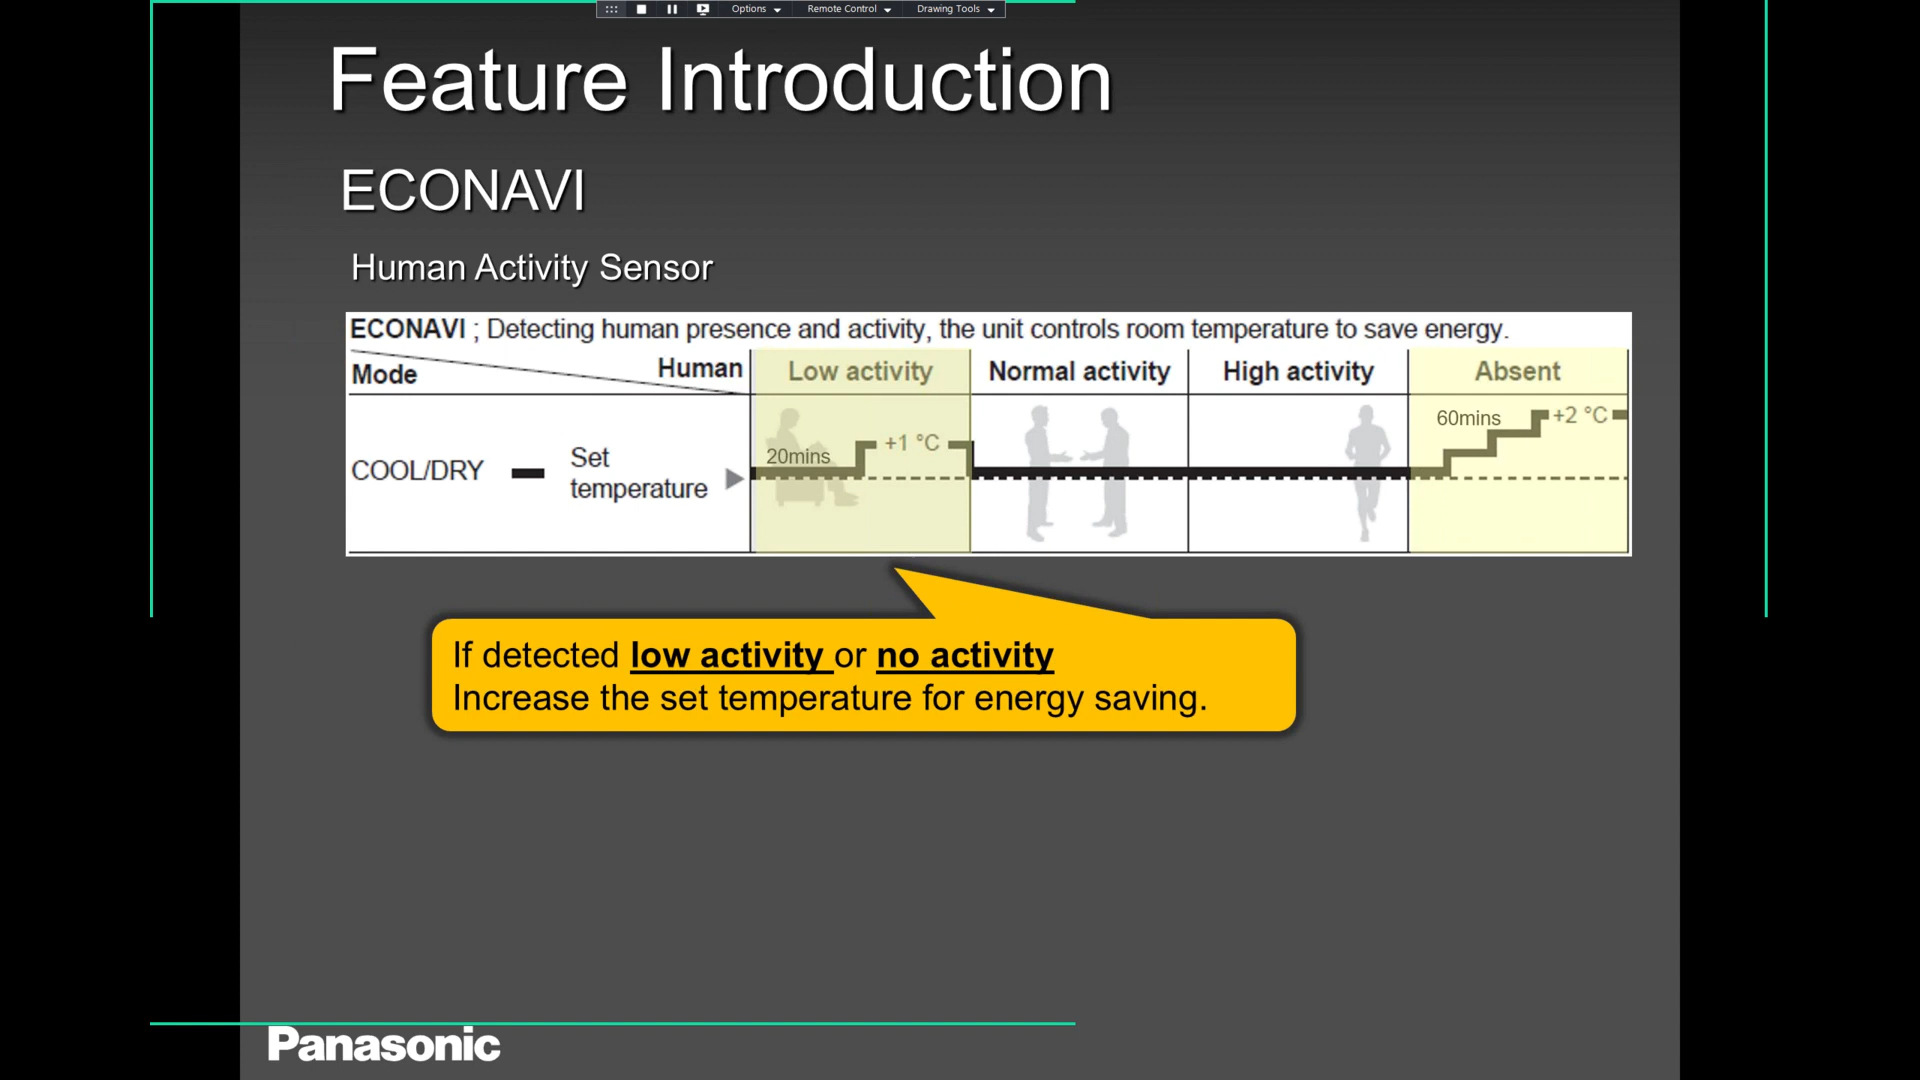 Options
Remote Control
Drawing Tools
Feature Introduction
ECONAVI
Human Activity Sensor
ECONAVI ; Detecting human presence and activity, the unit controls room temperature to save energy.
Mode
Human
Low activity
Normal activity
High activity
Absent
COOL/DRY
Set
temperature
20mins
+1 °C
60mins
+2 °C
If detected low activity or no activity
Increase the set temperature for energy saving.
Panasonic